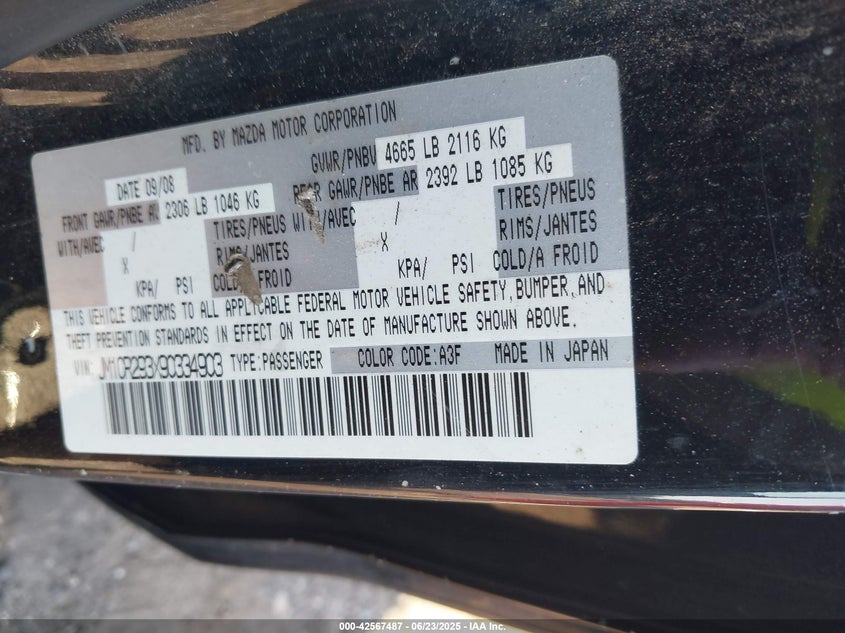 MFD. BY MAZDA MOTOR CORPORATION
DATE 09/08 GVWR/PNBV 4665 LB 2116 KG
FRONT GAWR/PNBE AV 2306 LB 1046 KG REAR GAWR/PNBE AR 2392 LB 1085 KG
WITH/AVEC / TIRES/PNEUS WITH/AVEC / TIRES/PNEUS
X RIMS/JANTES X RIMS/JANTES
KPA/ PSI COLD/A FROID KPA/ PSI COLD/A FROID
THIS VEHICLE CONFORMS TO ALL APPLICABLE FEDERAL MOTOR VEHICLE SAFETY, BUMPER, AND
THEFT PREVENTION STANDARDS IN EFFECT ON THE DATE OF MANUFACTURE SHOWN ABOVE.
VIN: JM1CR293X90334903 TYPE:PASSENGER COLOR CODE:A3F MADE IN JAPAN
000-42567487 - 06/23/2025 - IAA Inc.